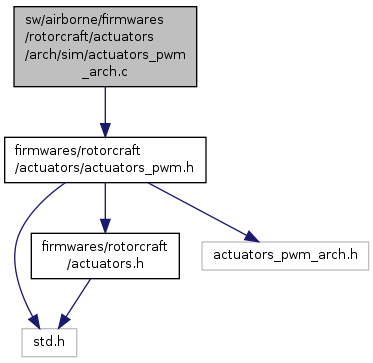 sw/airborne/firmwares
/rotorcraft/actuators
/arch/sim/actuators_pwm
_arch.c
firmwares/rotorcraft
/actuators/actuators_pwm.h
firmwares/rotorcraft
/actuators.h
actuators_pwm_arch.h
std.h